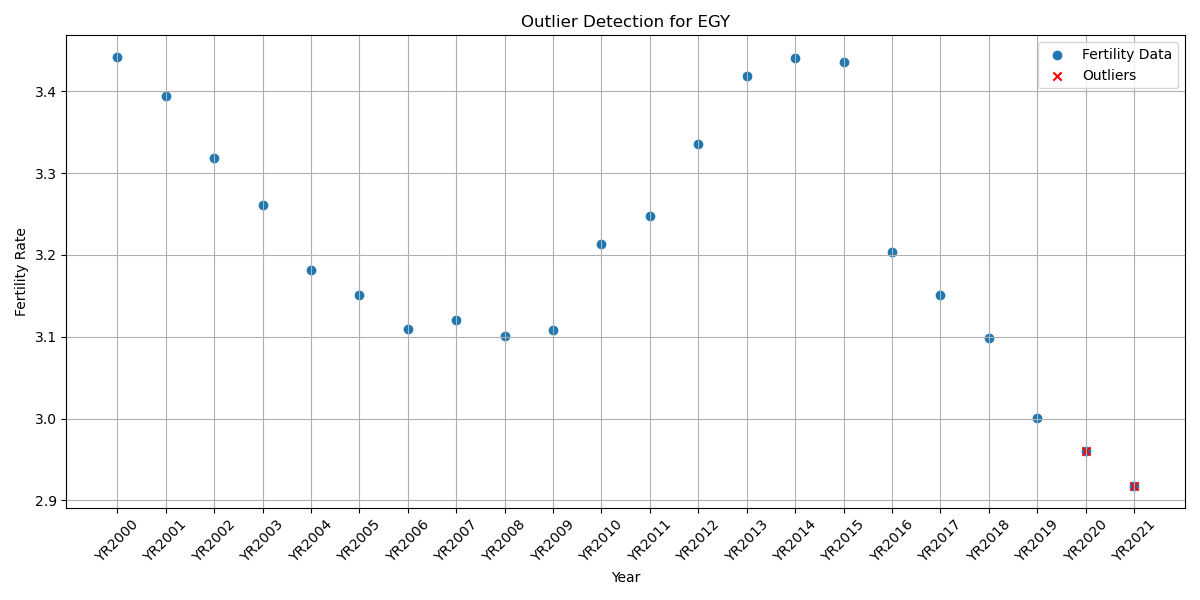 Outlier Detection for EGY
Fertility Data
Outliers
Fertility Rate
3.4
3.3
3.2
3.1
3.0
2.9
YR2000
YR2001
YR2002
YR2003
YR2004
YR2005
YR2006
YR2007
YR2008
YR2009
YR2010
YR2011
YR2012
YR2013
YR2014
YR2015
YR2016
YR2017
YR2018
YR2019
YR2020
YR2021
Year